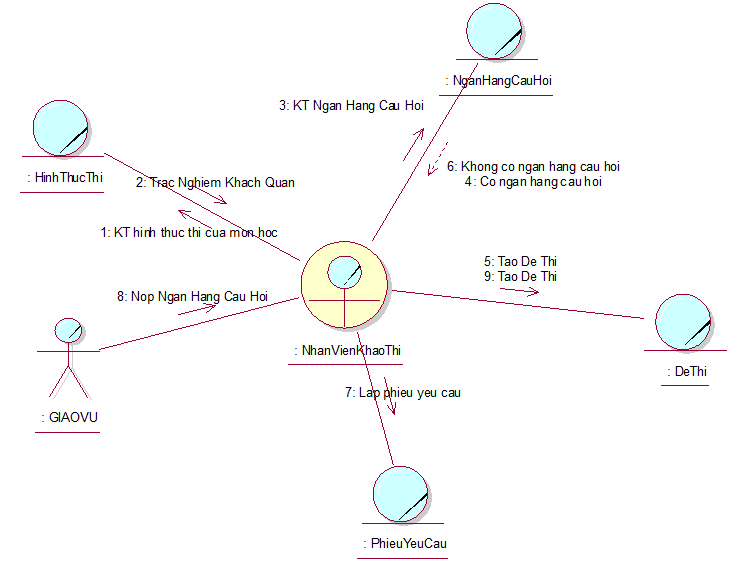 : NganHangCauHoi
3: KT Ngan Hang Cau Hoi
6: Khong co ngan hang cau hoi
4: Co ngan hang cau hoi
: HinhThucThi
2: Trac Nghiem Khach Quan
1: KT hinh thuc thi cua mon hoc
5: Tao De Thi
9: Tao De Thi
8: Nop Ngan Hang Cau Hoi
: NhanVienKhaoThi
: DeThi
7: Lap phieu yeu cau
: GIAOVU
: PhieuYeuCau